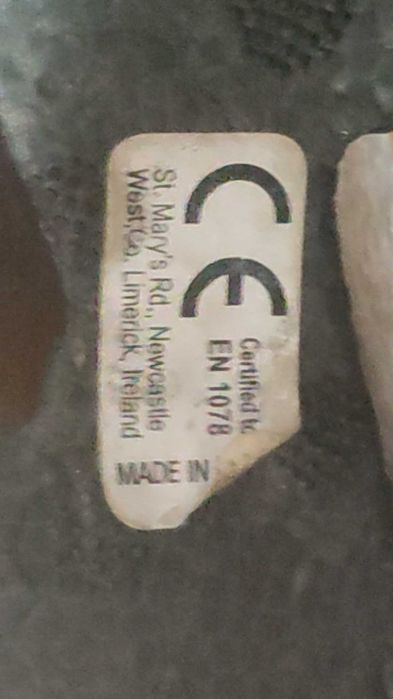 CE
Certified to
EN 1078
St. Mary's Rd., Newcastle
West, Co. Limerick, Ireland
MADE IN